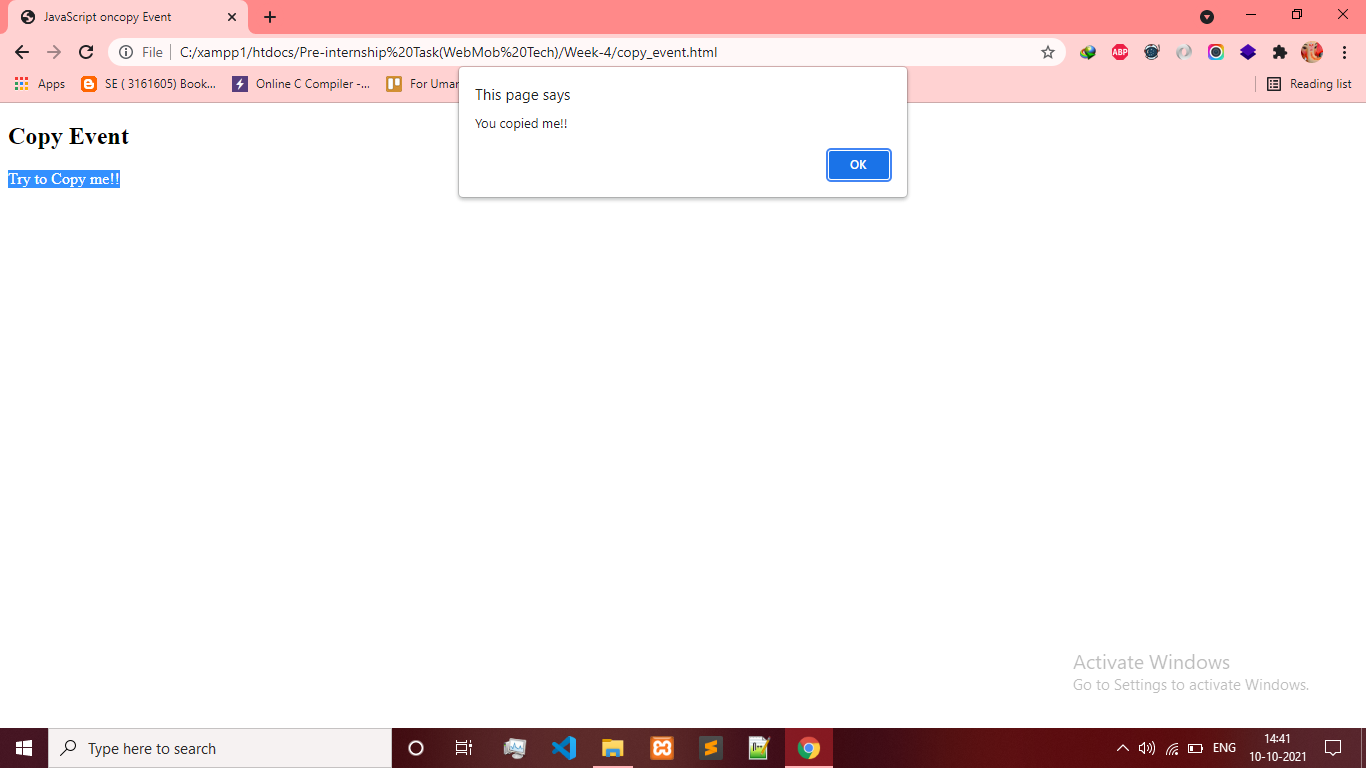 JavaScript oncopy Event
File
C:/xampp1/htdocs/Pre-internship%20Task(WebMob%20Tech)/Week-4/copy_event.html
ABP
Apps
SE ( 3161605) Book...
Online C Compiler -...
For Umar
Reading list
This page says
You copied me!!
OK
Copy Event
Try to Copy me!!
Activate Windows
Go to Settings to activate Windows.
Type here to search
ENG
14:41
10-10-2021